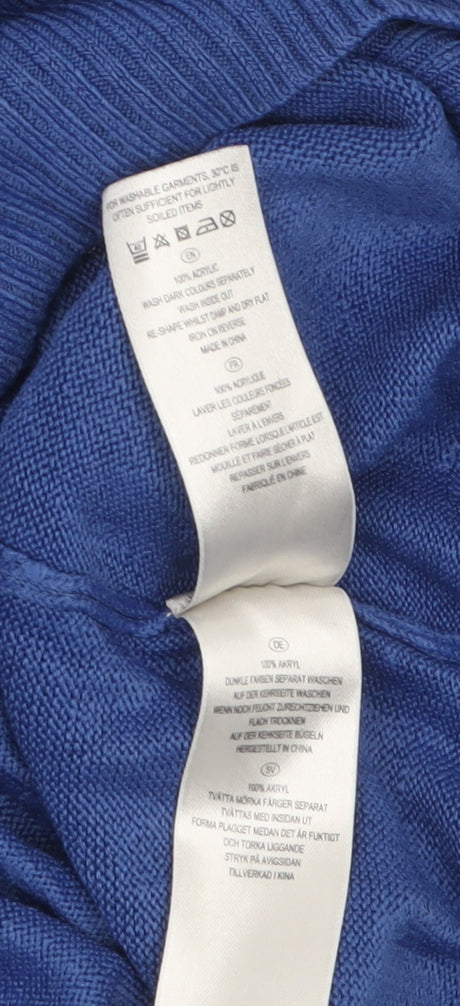 FOR WASHABLE GARMENTS, 30°C IS
OFTEN SUFFICIENT FOR LIGHTLY
SOILED ITEMS
40
EN
100% ACRYLIC
WASH DARK COLOURS SEPARATELY
WASH INSIDE OUT
RE-SHAPE WHILST DAMP AND DRY FLAT
IRON ON REVERSE
MADE IN CHINA
FR
100% ACRYLIQUE
LAVER LES COULEURS FONCÉES
SÉPARÉMENT
LAVER À L'ENVERS
REDONNER FORME LORSQUE L'ARTICLE EST
MOUILLE ET FAIRE SÉCHER À PLAT
REPASSER SUR L'ENVERS
FABRIQUÉ EN CHINE
DE
100% AKRYL
DUNKLE FARBEN SEPARAT WASCHEN
AUF DER KEHRSEITE WASCHEN
WENN NOCH FEUCHT ZURECHTZIEHEN UND
FLACH TROCKNEN
AUF DER KEHRSEITE BÜGELN
HERGESTELLT IN CHINA
SV
100% AKRYL
TVÄTTA MÖRKA FÄRGER SEPARAT
TVÄTTAS MED INSIDAN UT
FORMA PLAGGET MEDAN DET ÄR FUKTIGT
OCH TORKA LIGGANDE
STRYK PÅ AVIGSIDAN
TILLVERKAD I KINA